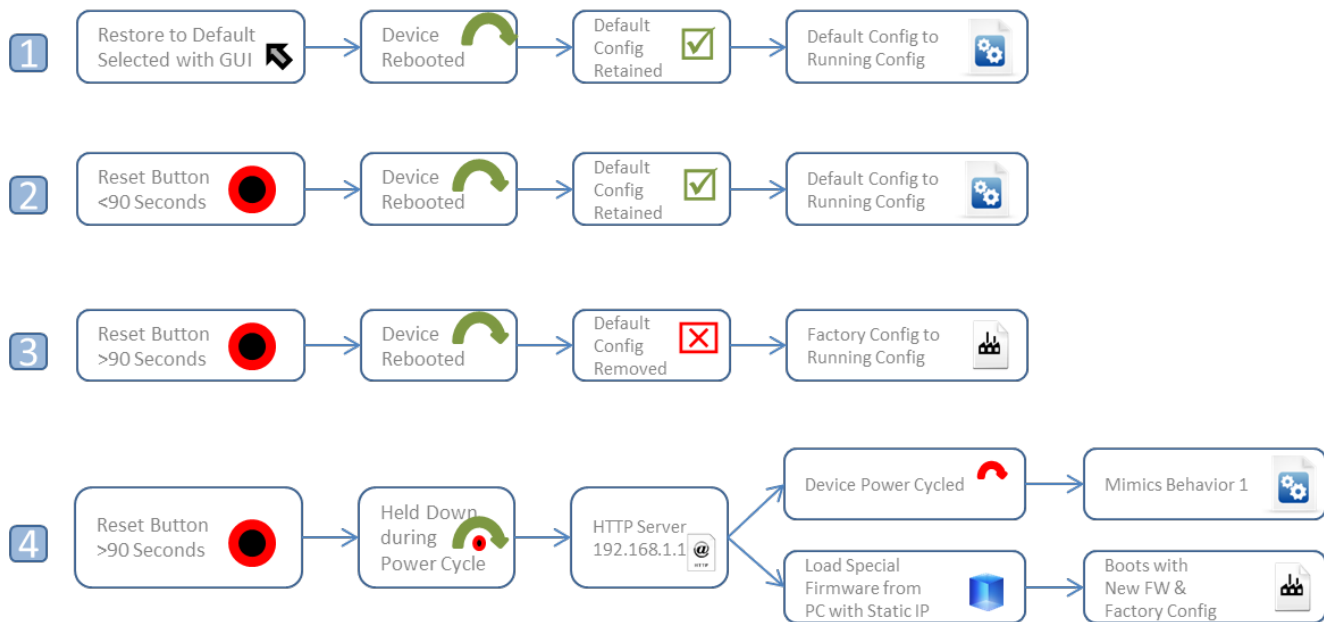 1
Restore to Default
Selected with GUI
Device
Rebooted
Default
Config
Retained
Default Config to
Running Config
2
Reset Button
<90 Seconds
Device
Rebooted
Default
Config
Retained
Default Config to
Running Config
3
Reset Button
>90 Seconds
Device
Rebooted
Default
Config
Removed
Factory Config to
Running Config
4
Reset Button
>90 Seconds
Held Down
during
Power Cycle
HTTP Server
192.168.1.1
@
HTTP
Device Power Cycled
Mimics Behavior 1
Load Special
Firmware from
PC with Static IP
Boots with
New FW &
Factory Config